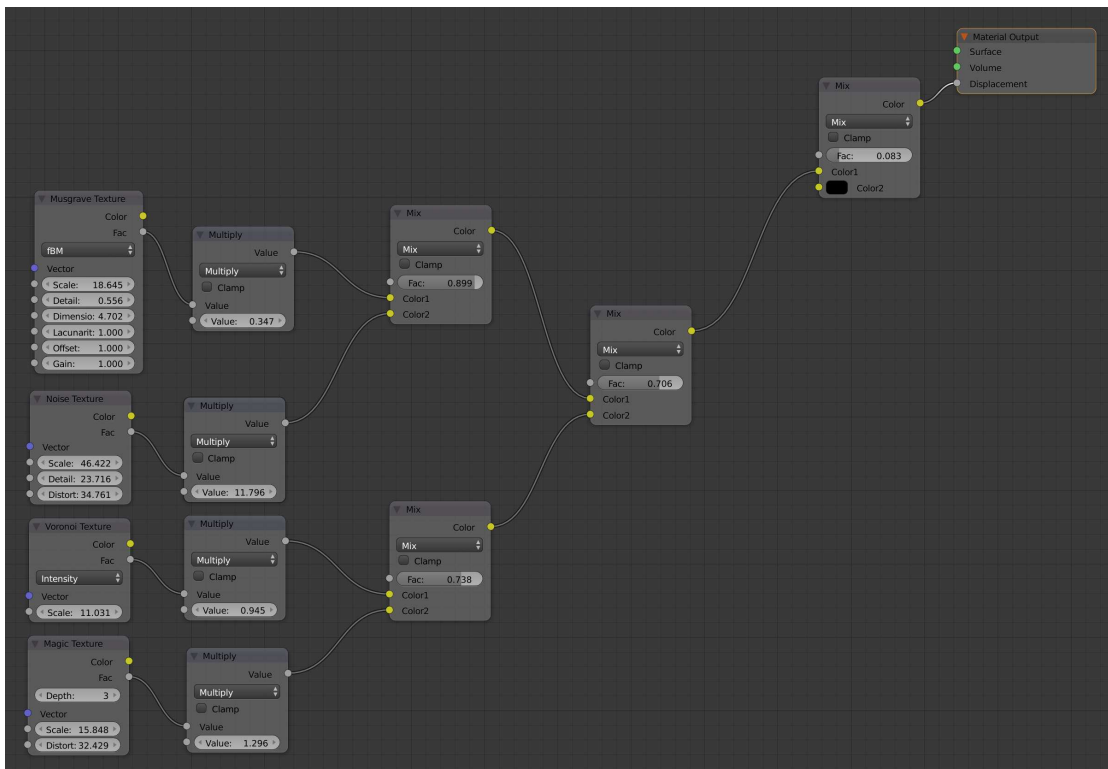 Material Output
Surface
Volume
Displacement
Mix
Color
Mix
Clamp
Fac: 0.083
Color1
Color2
Musgrave Texture
Color
Fac
fBM
Vector
Scale: 18.645
Detail: 0.556
Dimensio: 4.702
Lacunarit: 1.000
Offset: 1.000
Gain: 1.000
Multiply
Value
Multiply
Clamp
Value
Value: 0.347
Mix
Color
Mix
Clamp
Fac: 0.899
Color1
Color2
Mix
Color
Mix
Clamp
Fac: 0.706
Color1
Color2
Noise Texture
Color
Fac
Vector
Scale: 46.422
Detail: 23.716
Distort: 34.761
Multiply
Value
Multiply
Clamp
Value
Value: 11.796
Voronoi Texture
Color
Fac
Intensity
Vector
Scale: 11.031
Multiply
Value
Multiply
Clamp
Value
Value: 0.945
Mix
Color
Mix
Clamp
Fac: 0.738
Color1
Color2
Magic Texture
Color
Fac
Depth: 3
Vector
Scale: 15.848
Distort: 32.429
Multiply
Value
Multiply
Clamp
Value
Value: 1.296